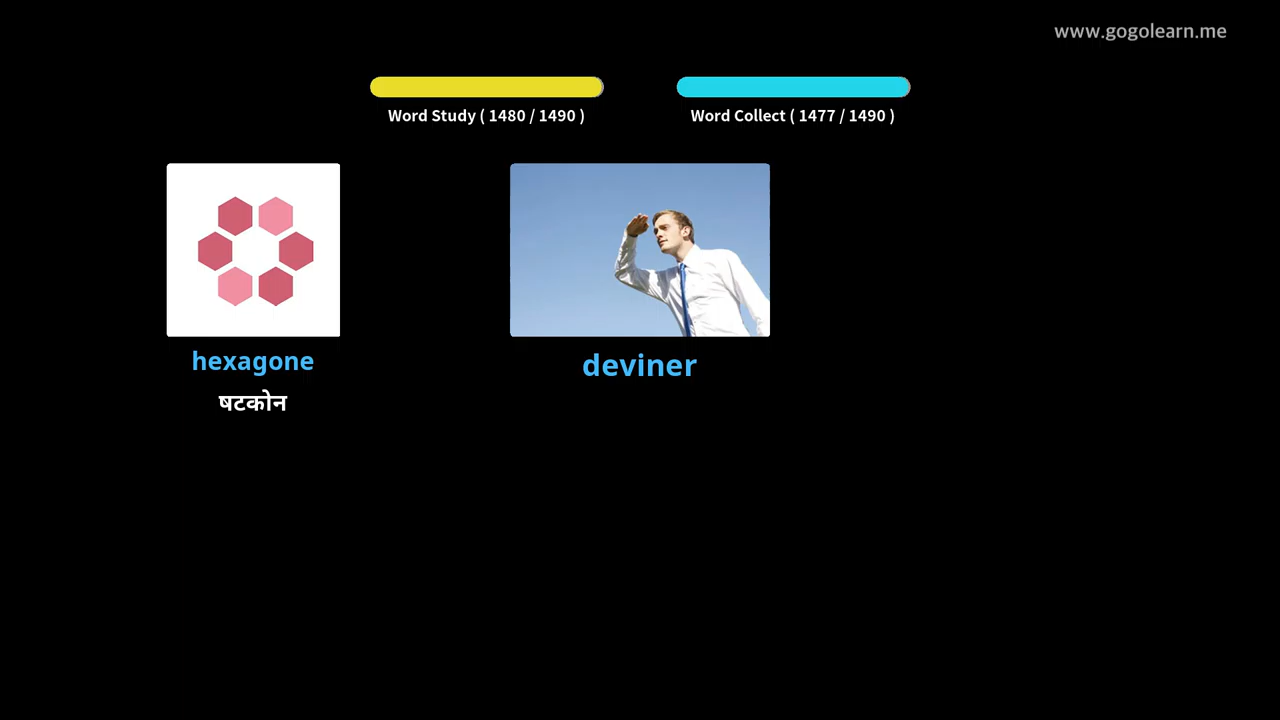 www.gogolearn.me
Word Study ( 1480 / 1490 )
Word Collect ( 1477 / 1490 )
hexagone
षटकोन
deviner